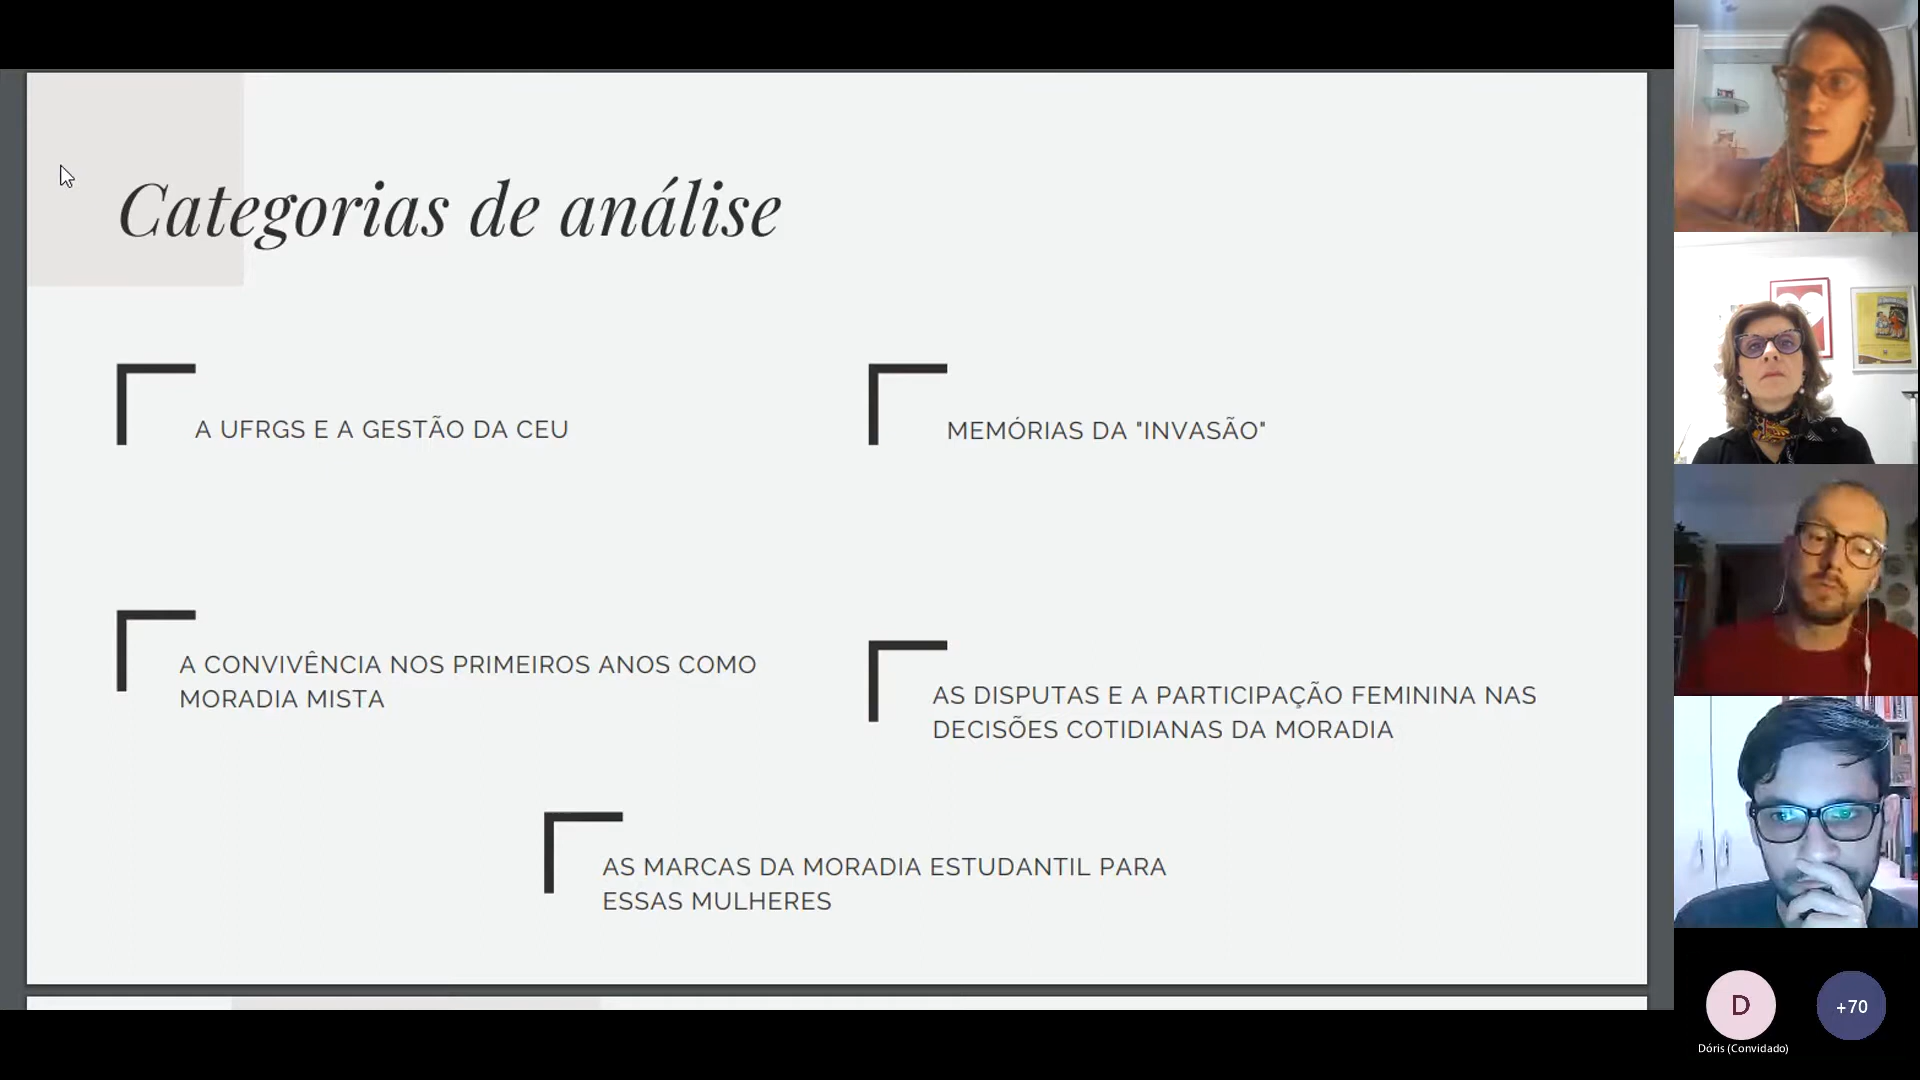 Categorias de análise
A UFRGS E A GESTÃO DA CEU
MEMÓRIAS DA "INVASÃO"
A CONVIVÊNCIA NOS PRIMEIROS ANOS COMO
MORADIA MISTA
AS DISPUTAS E A PARTICIPAÇÃO FEMININA NAS
DECISÕES COTIDIANAS DA MORADIA
AS MARCAS DA MORADIA ESTUDANTIL PARA
ESSAS MULHERES
D
+70
Dóris (Convidado)